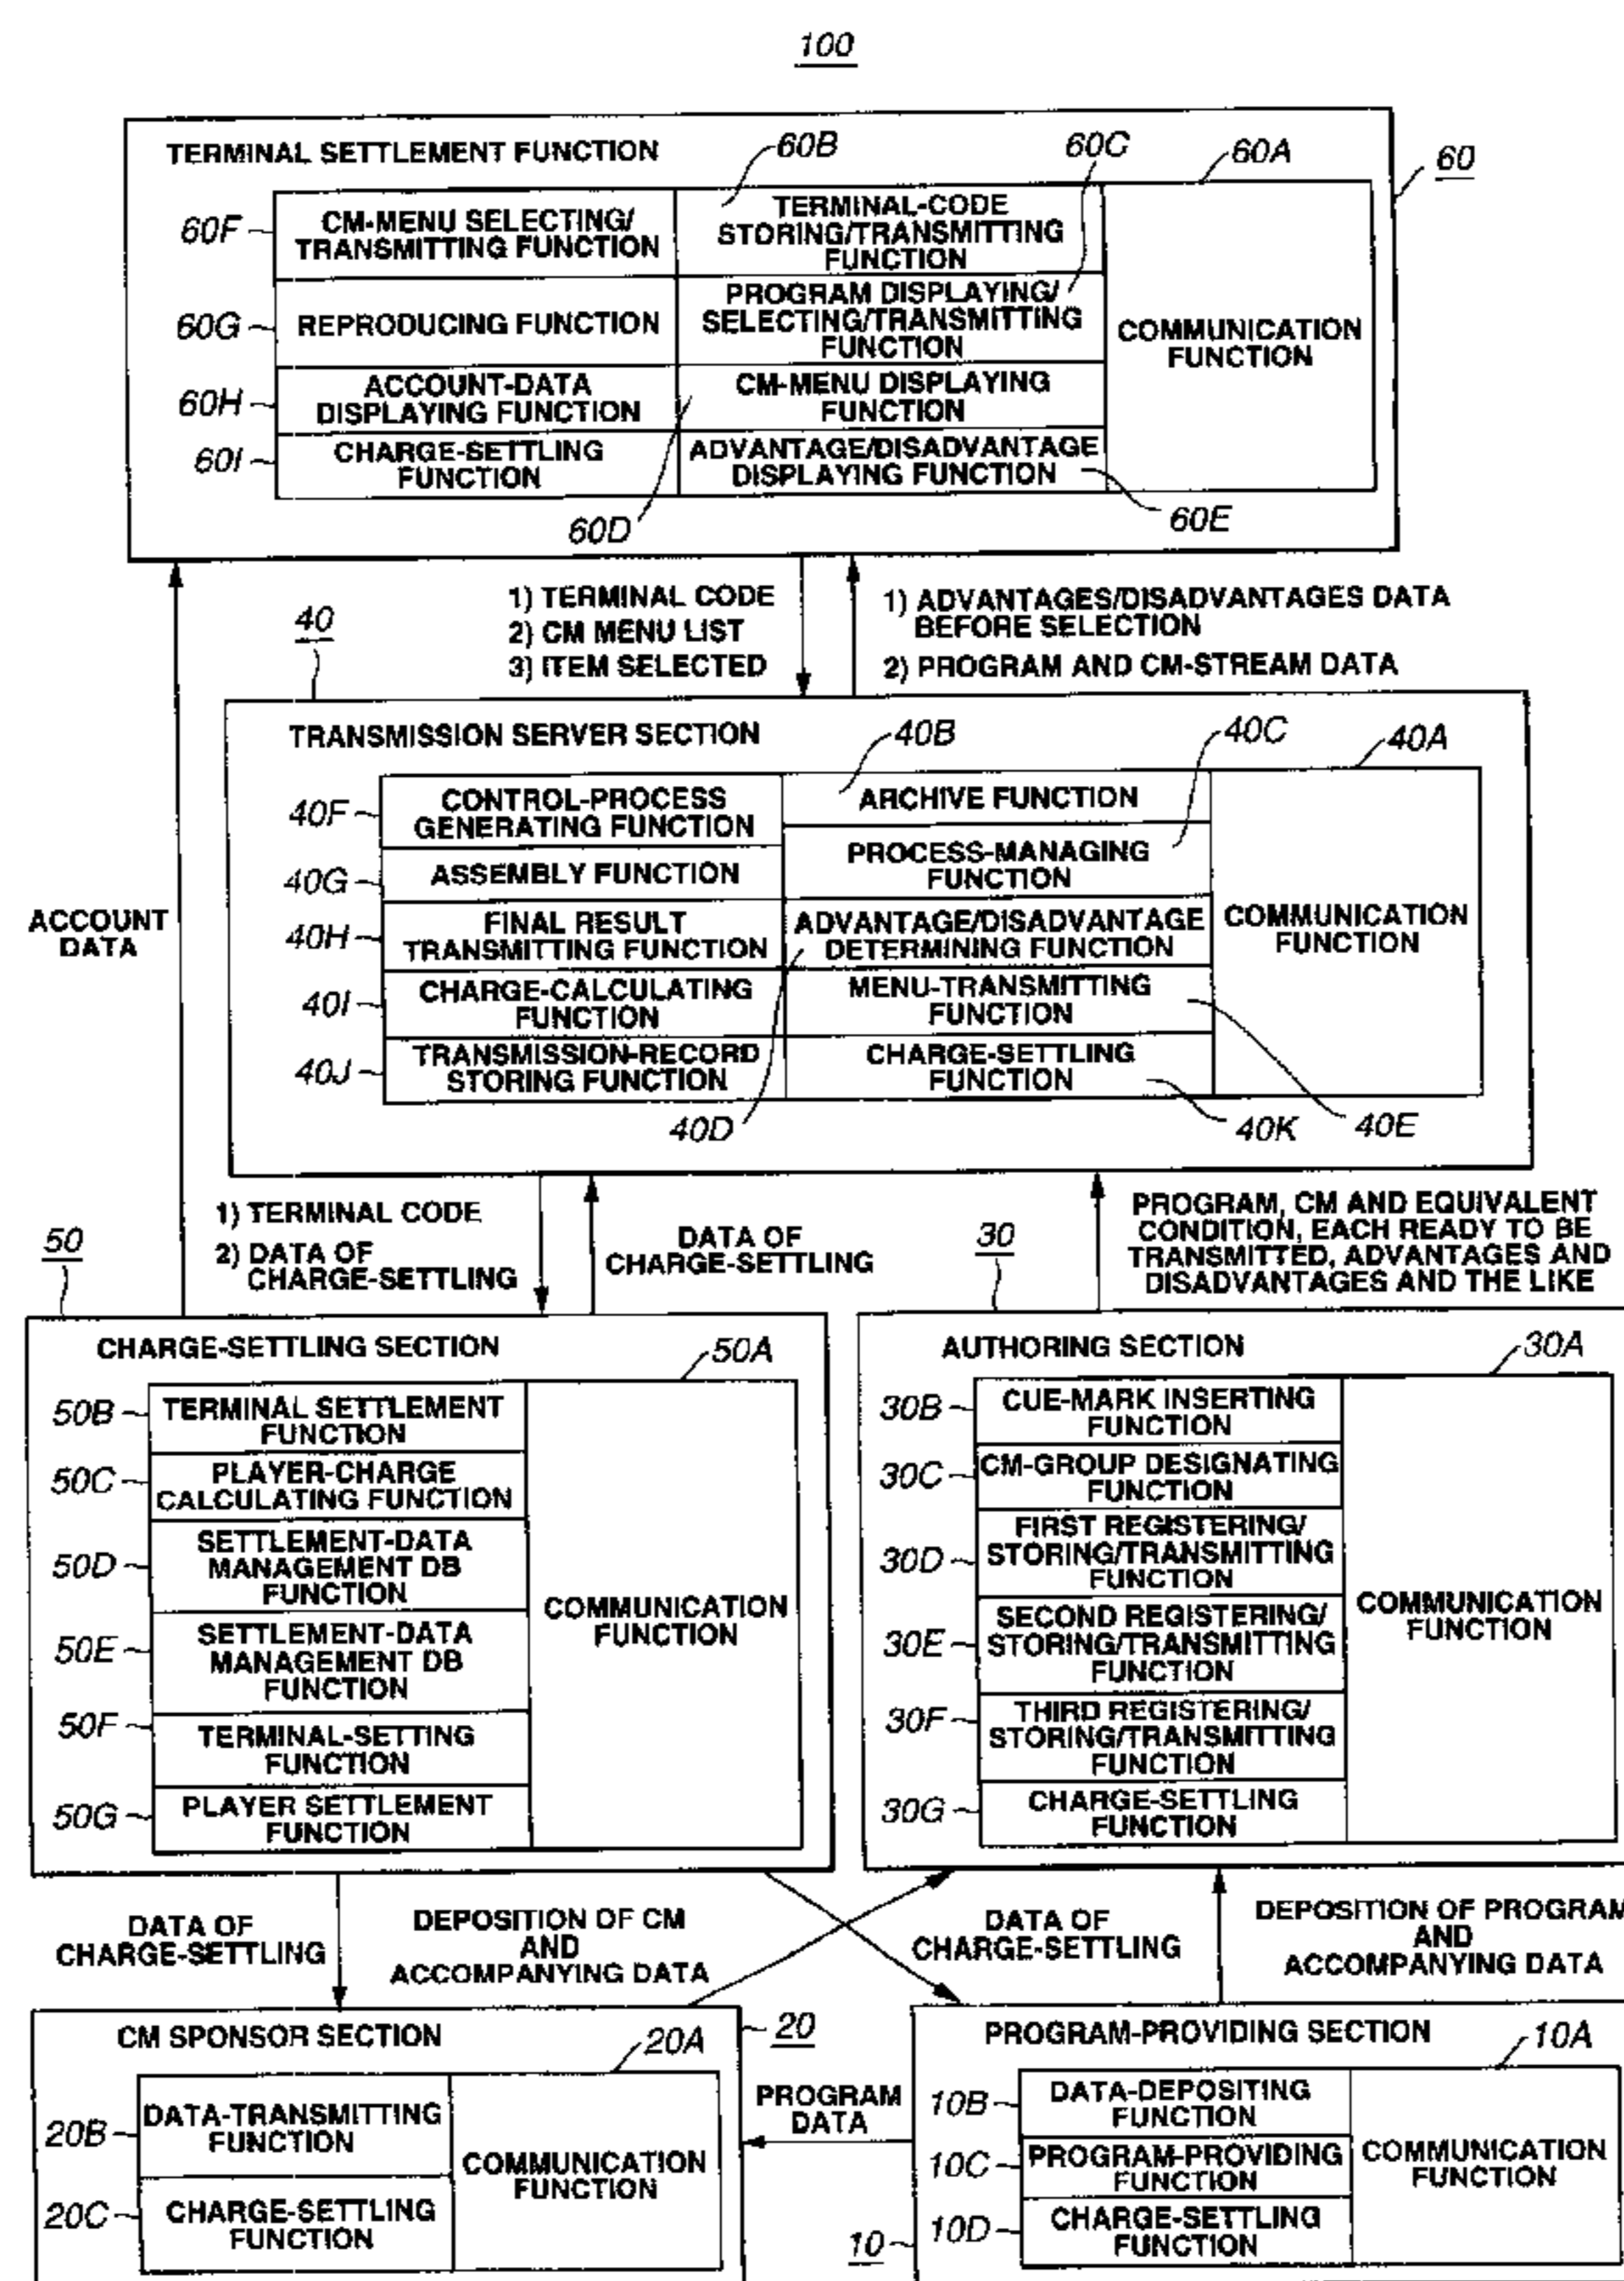 100
TERMINAL SETTLEMENT FUNCTION
60B
60C
60A
60
60F
CM-MENU SELECTING/
TRANSMITTING FUNCTION
TERMINAL-CODE
STORING/TRANSMITTING
FUNCTION
60G
REPRODUCING FUNCTION
PROGRAM DISPLAYING/
SELECTING/TRANSMITTING
FUNCTION
COMMUNICATION
FUNCTION
60H
ACCOUNT-DATA
DISPLAYING FUNCTION
CM-MENU DISPLAYING
FUNCTION
60I
CHARGE-SETTLING
FUNCTION
ADVANTAGE/DISADVANTAGE
DISPLAYING FUNCTION
60D
60E
1) TERMINAL CODE
2) CM MENU LIST
3) ITEM SELECTED
1) ADVANTAGES/DISADVANTAGES DATA
BEFORE SELECTION
2) PROGRAM AND CM-STREAM DATA
ACCOUNT
DATA
40
TRANSMISSION SERVER SECTION
40B
40C
40A
40F
CONTROL-PROCESS
GENERATING FUNCTION
ARCHIVE FUNCTION
40G
ASSEMBLY FUNCTION
PROCESS-MANAGING
FUNCTION
40H
FINAL RESULT
TRANSMITTING FUNCTION
ADVANTAGE/DISADVANTAGE
DETERMINING FUNCTION
COMMUNICATION
FUNCTION
40I
CHARGE-CALCULATING
FUNCTION
MENU-TRANSMITTING
FUNCTION
40J
TRANSMISSION-RECORD
STORING FUNCTION
CHARGE-SETTLING
FUNCTION
40D
40K
40E
1) TERMINAL CODE
2) DATA OF
CHARGE-SETTLING
DATA OF
CHARGE-SETTLING
PROGRAM, CM AND EQUIVALENT
CONDITION, EACH READY TO BE
TRANSMITTED, ADVANTAGES AND
DISADVANTAGES AND THE LIKE
50
CHARGE-SETTLING SECTION
50A
50B
TERMINAL SETTLEMENT
FUNCTION
50C
PLAYER-CHARGE
CALCULATING FUNCTION
50D
SETTLEMENT-DATA
MANAGEMENT DB
FUNCTION
50E
SETTLEMENT-DATA
MANAGEMENT DB
FUNCTION
50F
TERMINAL-SETTING
FUNCTION
50G
PLAYER SETTLEMENT
FUNCTION
COMMUNICATION
FUNCTION
30
AUTHORING SECTION
30A
30B
CUE-MARK INSERTING
FUNCTION
30C
CM-GROUP DESIGNATING
FUNCTION
30D
FIRST REGISTERING/
STORING/TRANSMITTING
FUNCTION
30E
SECOND REGISTERING/
STORING/TRANSMITTING
FUNCTION
30F
THIRD REGISTERING/
STORING/TRANSMITTING
FUNCTION
30G
CHARGE-SETTLING
FUNCTION
COMMUNICATION
FUNCTION
DATA OF
CHARGE-SETTLING
DEPOSITION OF CM
AND
ACCOMPANYING DATA
DATA OF
CHARGE-SETTLING
DEPOSITION OF PROGRAM
AND
ACCOMPANYING DATA
CM SPONSOR SECTION
20
20A
20B
DATA-TRANSMITTING
FUNCTION
20C
CHARGE-SETTLING
FUNCTION
COMMUNICATION
FUNCTION
PROGRAM
DATA
PROGRAM-PROVIDING SECTION
10A
10B
DATA-DEPOSITING
FUNCTION
10C
PROGRAM-PROVIDING
FUNCTION
10D
CHARGE-SETTLING
FUNCTION
COMMUNICATION
FUNCTION
10